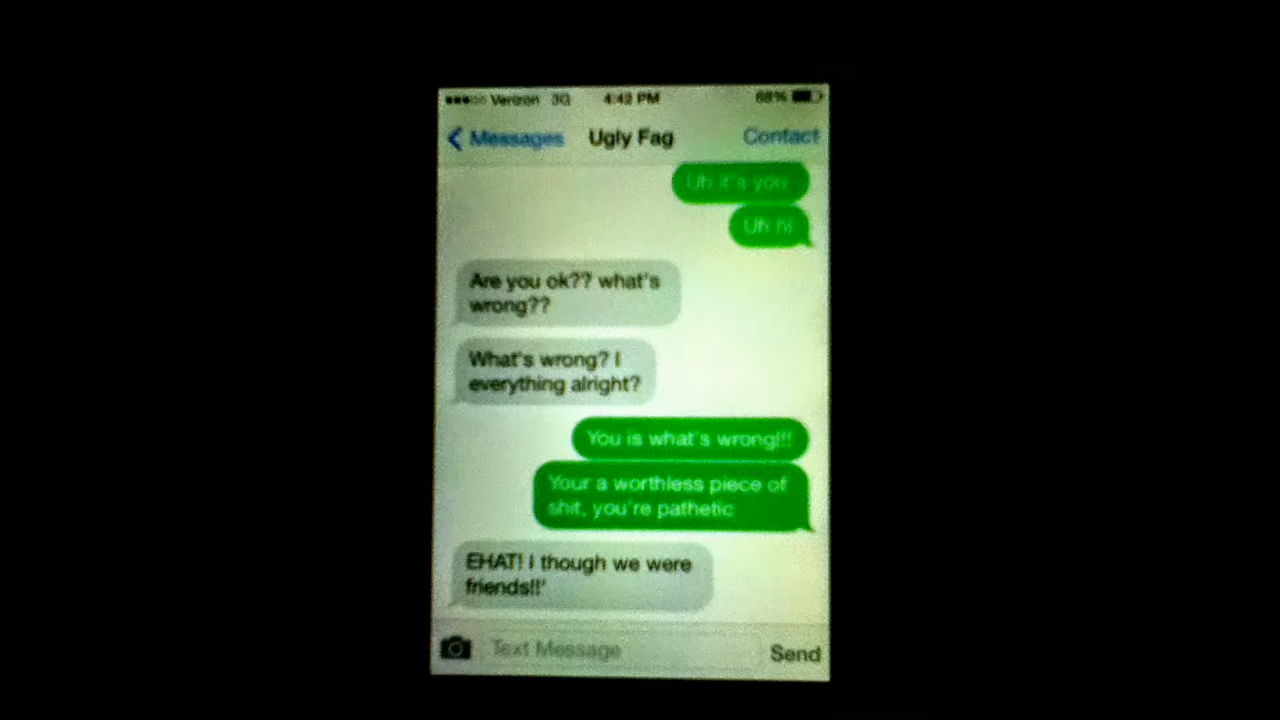 Verizon 3G 4:42 PM 68%
Messages Ugly Fag Contact
Uh it's you
Uh hi
Are you ok?? what's
wrong??
What's wrong? I
everything alright?
You is what's wrong!!!
Your a worthless piece of
shit, you're pathetic
EHAT! I though we were
friends!!'
Text Message Send